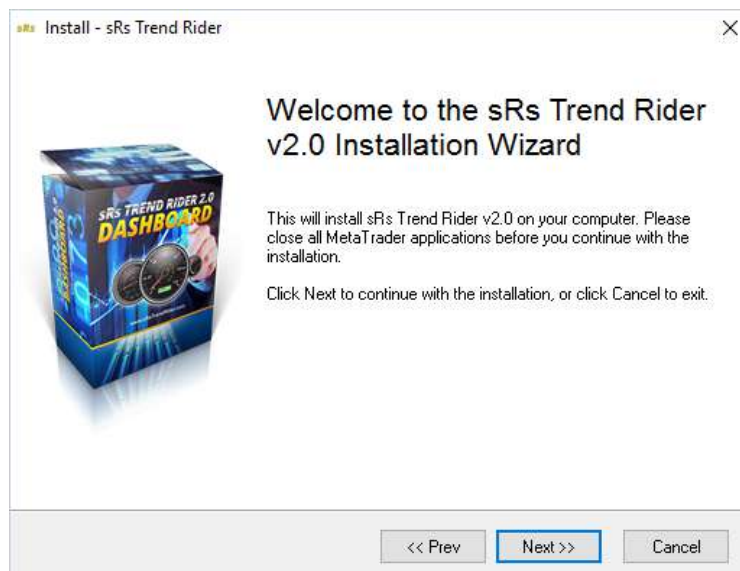 sRs Install - sRs Trend Rider
Welcome to the sRs Trend Rider
v2.0 Installation Wizard
sRs TREND RIDER 2.0
DASHBOARD
This will install sRs Trend Rider v2.0 on your computer. Please
close all MetaTrader applications before you continue with the
installation.
Click Next to continue with the installation, or click Cancel to exit.
<< Prev
Next >>
Cancel